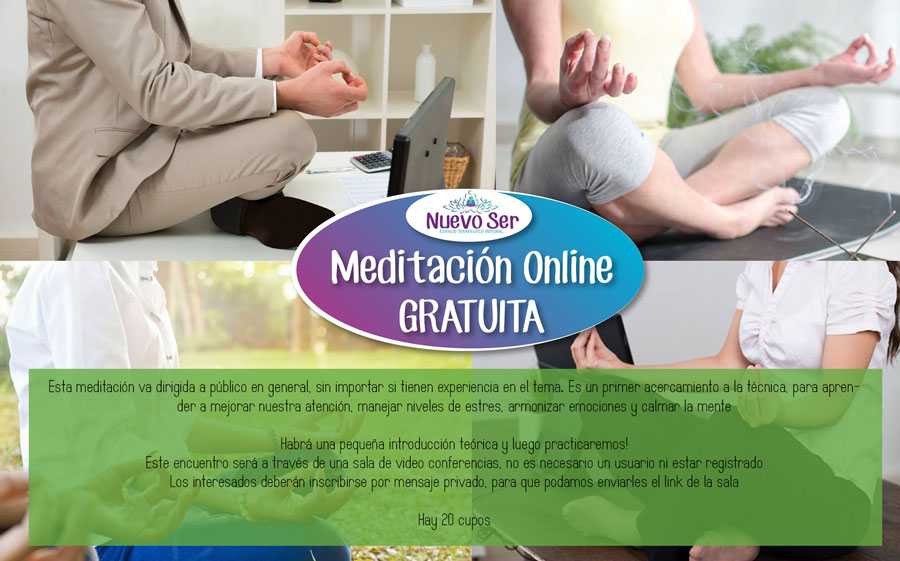 Nuevo Ser
ESPACIO TERAPÉUTICO INTEGRAL
Meditación Online
GRATUITA
Esta meditación va dirigida a público en general, sin importar si tienen experiencia en el tema. Es un primer acercamiento a la técnica, para apren-
der a mejorar nuestra atención, manejar niveles de estres, armonizar emociones y calmar la mente
Habrá una pequeña introducción teórica y luego practicaremos!
Este encuentro será a través de una sala de video conferencias, no es necesario un usuario ni estar registrado
Los interesados deberán inscribirse por mensaje privado, para que podamos enviarles el link de la sala
Hay 20 cupos